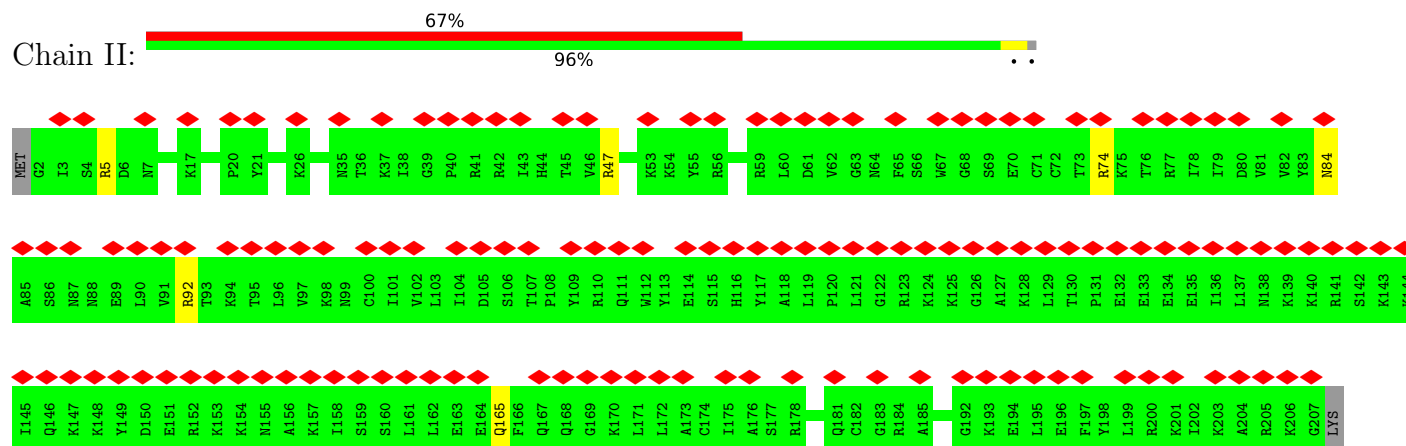 67%
Chain II:
96%
. .
MET G2 I3 S4 R5 D6 N7 K17 P20 Y21 K26 N35 T36 K37 I38 G39 P40 R41 R42 I43 H44 T45 V46 R47 K53 K54 Y55 R56 R59 L60 D61 V62 G63 N64 F65 S66 W67 G68 S69 E70 C71 C72 T73 R74 K75 T76 R77 I78 I79 D80 V81 V82 Y83 N84
A85 S86 N87 N88 E89 L90 V91 R92 T93 K94 T95 L96 V97 K98 N99 C100 I101 V102 L103 I104 D105 S106 T107 P108 Y109 R110 Q111 W112 Y113 E114 S115 H116 Y117 A118 L119 P120 L121 G122 R123 K124 K125 G126 A127 K128 L129 T130 P131 E132 E133 E134 E135 I136 L137 N138 K139 K140 R141 S142 K143 K144
I145 Q146 K147 K148 Y149 D150 E151 R152 K153 K154 N155 A156 K157 I158 S159 S160 L161 L162 E163 E164 Q165 F166 Q167 Q168 G169 K170 L171 L172 A173 C174 I175 A176 S177 R178 Q181 C182 G183 R184 A185 G192 K193 E194 L195 E196 F197 Y198 L199 R200 K201 I202 K203 A204 R205 K206 G207 LYS